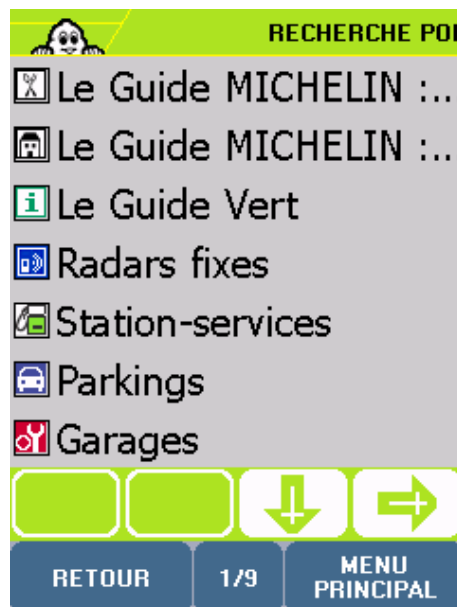 RECHERCHE POI
Le Guide MICHELIN :..
Le Guide MICHELIN :..
Le Guide Vert
Radars fixes
Station-services
Parkings
Garages
RETOUR
1/9
MENU
PRINCIPAL